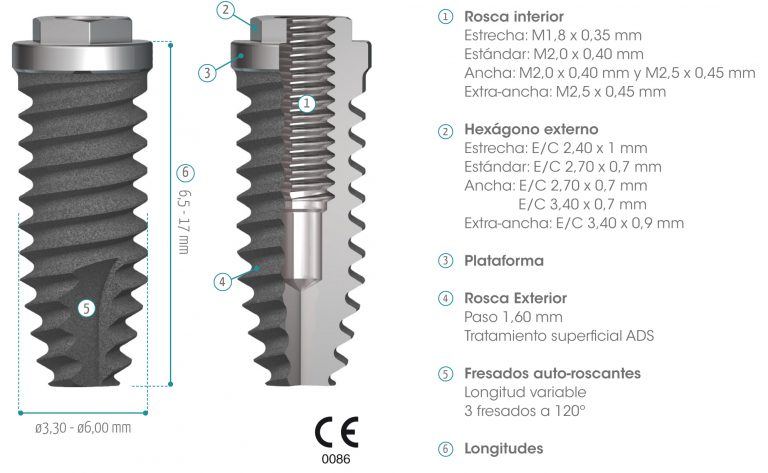 1 Rosca interior
Estrecha: M1,8 x 0,35 mm
Estándar: M2,0 x 0,40 mm
Ancha: M2,0 x 0,40 mm y M2,5 x 0,45 mm
Extra-ancha: M2,5 x 0,45 mm
2 Hexágono externo
Estrecha: E/C 2,40 x 1 mm
Estándar: E/C 2,70 x 0,7 mm
Ancha: E/C 2,70 x 0,7 mm
E/C 3,40 x 0,7 mm
Extra-ancha: E/C 3,40 x 0,9 mm
3 Plataforma
4 Rosca Exterior
Paso 1,60 mm
Tratamiento superficial ADS
5 Fresados auto-roscantes
Longitud variable
3 fresados a 120º
6 Longitudes
2
3
1
6
6,5 - 17 mm
4
5
ø3,30 - ø6,00 mm
CE
0086